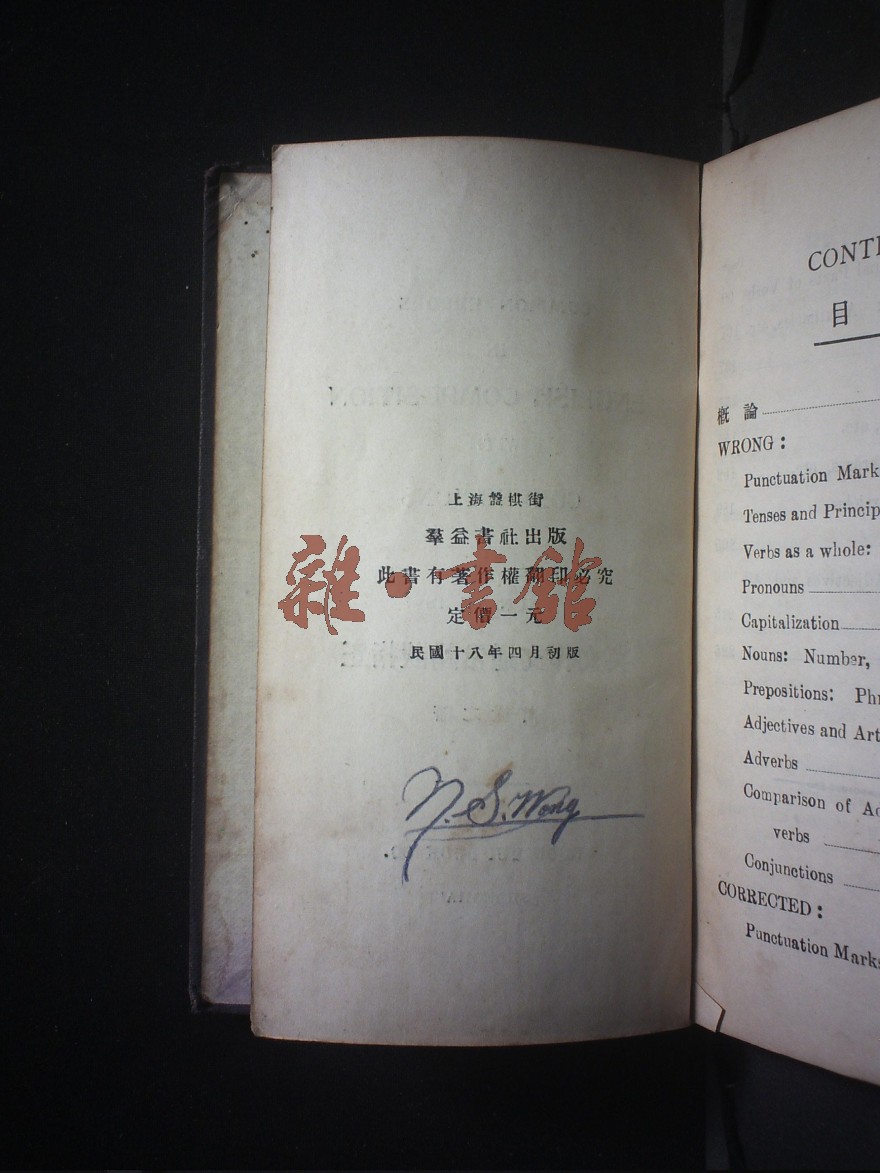 上海盤棋街
羣益書社出版
此書有著作權翻印必究
定價一元
民國十八年四月初版
雜·書館
N. S. Wong
CONTE
目
概論
WRONG:
Punctuation Mark
Tenses and Princip
Verbs as a whole:
Pronouns
Capitalization
Nouns: Number,
Prepositions: Phr
Adjectives and Art
Adverbs
Comparison of Ad
verbs
Conjunctions
CORRECTED:
Punctuation Marks